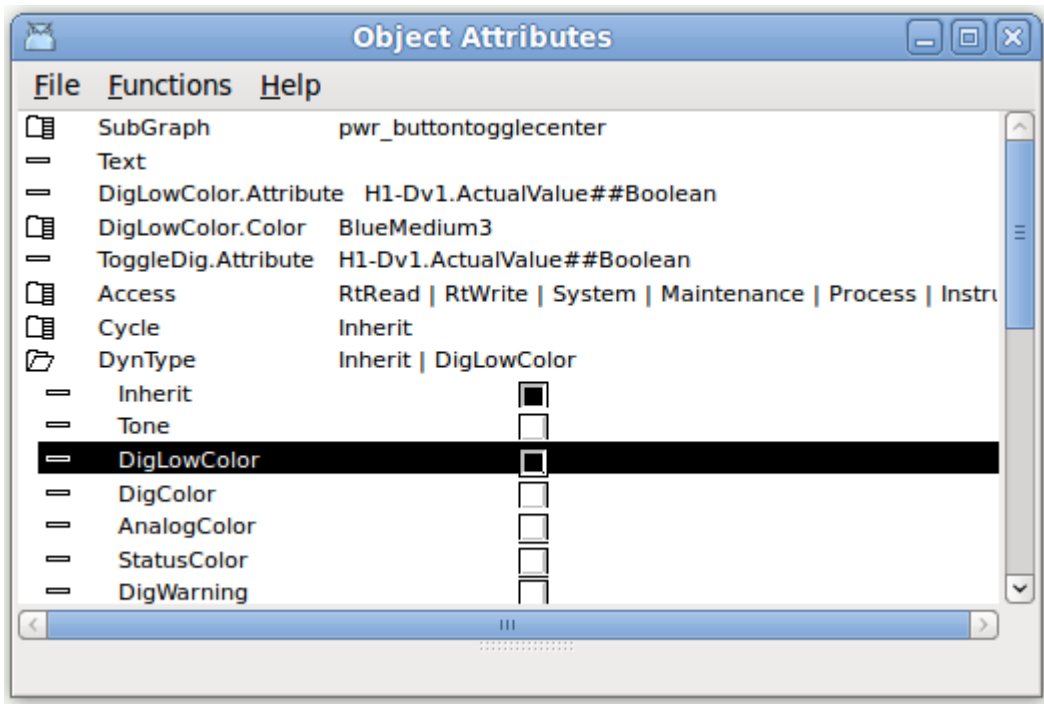 Object Attributes
File Functions Help
SubGraph pwr_buttontogglecenter
Text
DigLowColor.Attribute H1-Dv1.ActualValue##Boolean
DigLowColor.Color BlueMedium3
ToggleDig.Attribute H1-Dv1.ActualValue##Boolean
Access RtRead | RtWrite | System | Maintenance | Process |
Cycle Inherit
DynType Inherit | DigLowColor
Inherit
Tone
DigLowColor
DigColor
AnalogColor
StatusColor
DigWarning